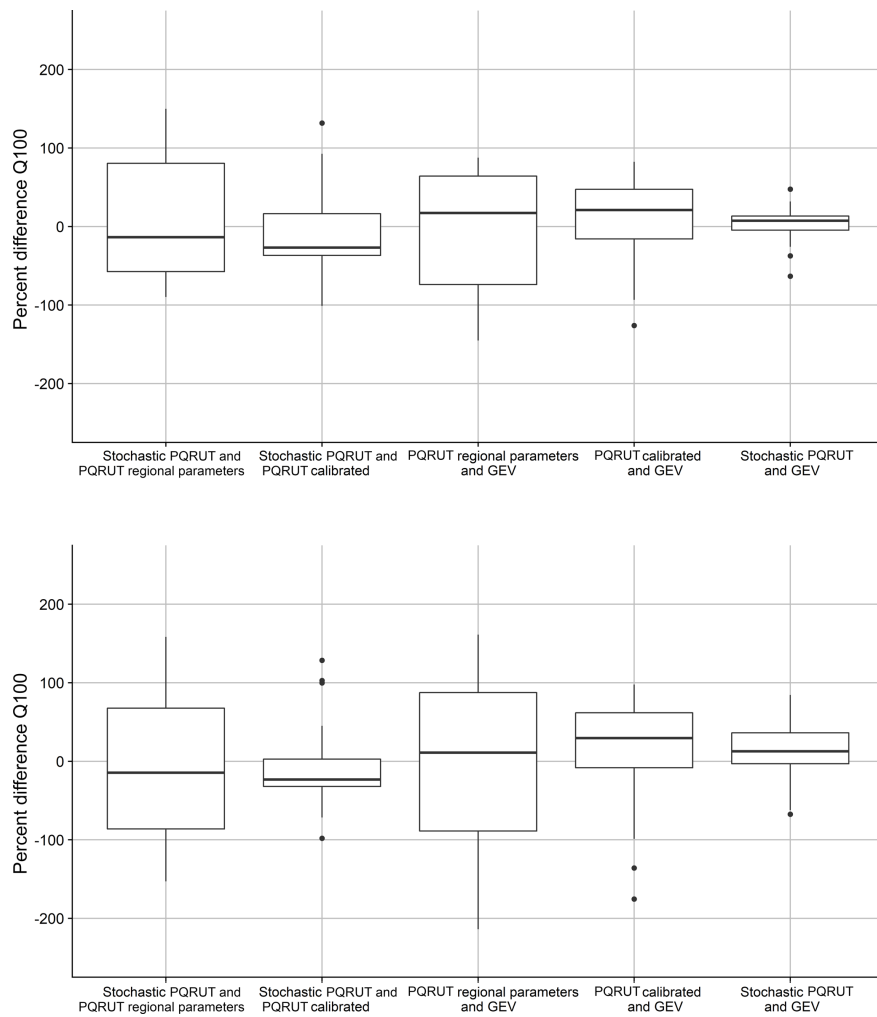 Percent difference Q100
200
100
0
-100
-200
Stochastic PQRUT and
PQRUT regional parameters
Stochastic PQRUT and
PQRUT calibrated
PQRUT regional parameters
and GEV
PQRUT calibrated
and GEV
Stochastic PQRUT
and GEV
Percent difference Q100
200
100
0
-100
-200
Stochastic PQRUT and
PQRUT regional parameters
Stochastic PQRUT and
PQRUT calibrated
PQRUT regional parameters
and GEV
PQRUT calibrated
and GEV
Stochastic PQRUT
and GEV